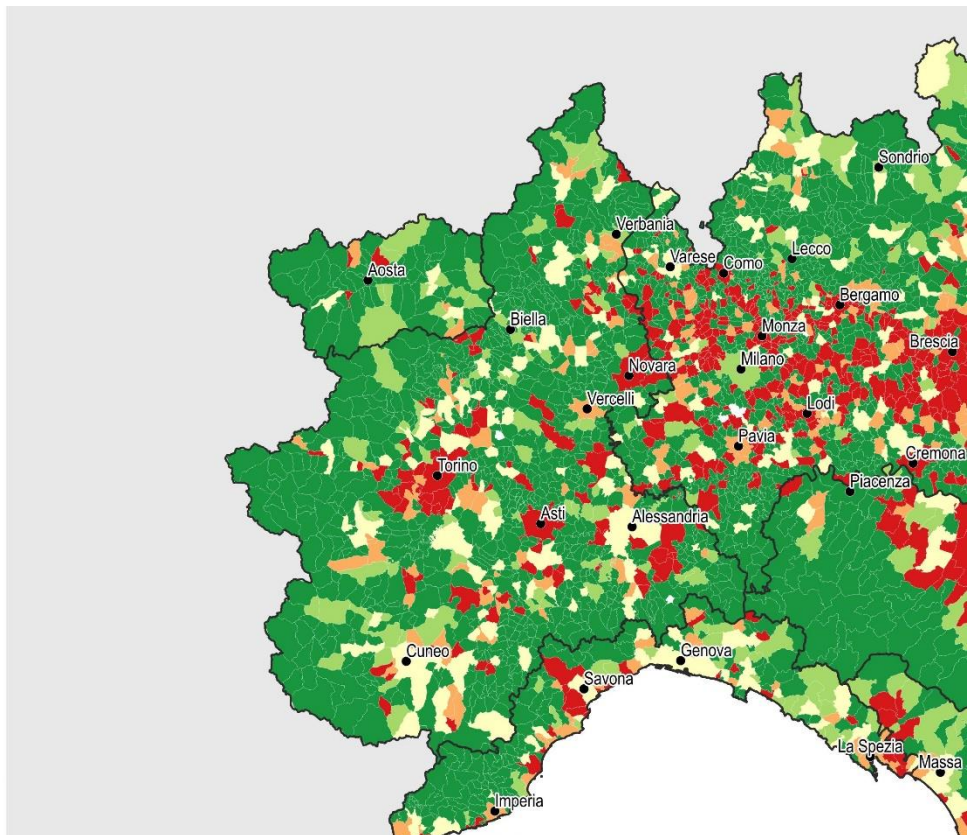 Sondrio
Verbania
Varese
Como
Lecco
Aosta
Bergamo
Biella
Monza
Brescia
Novara
Milano
Vercelli
Lodi
Pavia
Torino
Cremona
Piacenza
Asti
Alessandria
Cuneo
Genova
Savona
La Spezia
Massa
Imperia